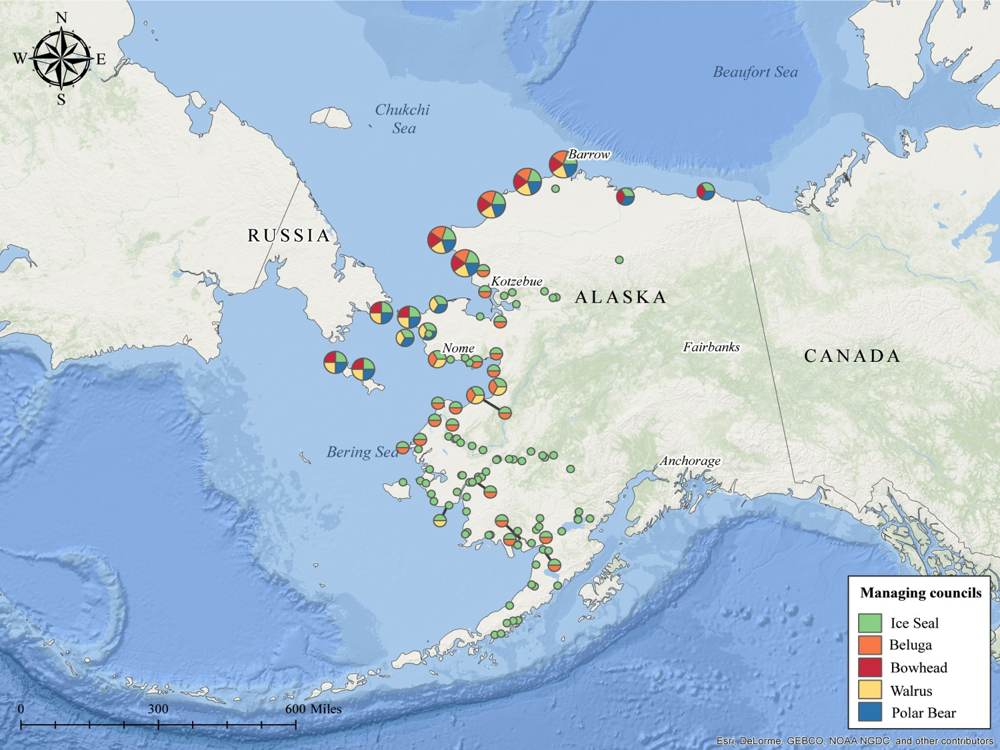 N
W
E
S
Beaufort Sea
Chukchi
Sea
Barrow
RUSSIA
Kotzebue
ALASKA
Nome
Fairbanks
CANADA
Bering Sea
Anchorage
Managing councils
Ice Seal
Beluga
Bowhead
Walrus
Polar Bear
0 300 600 Miles
Esri, DeLorme, GEBCO, NOAA NGDC, and other contributors